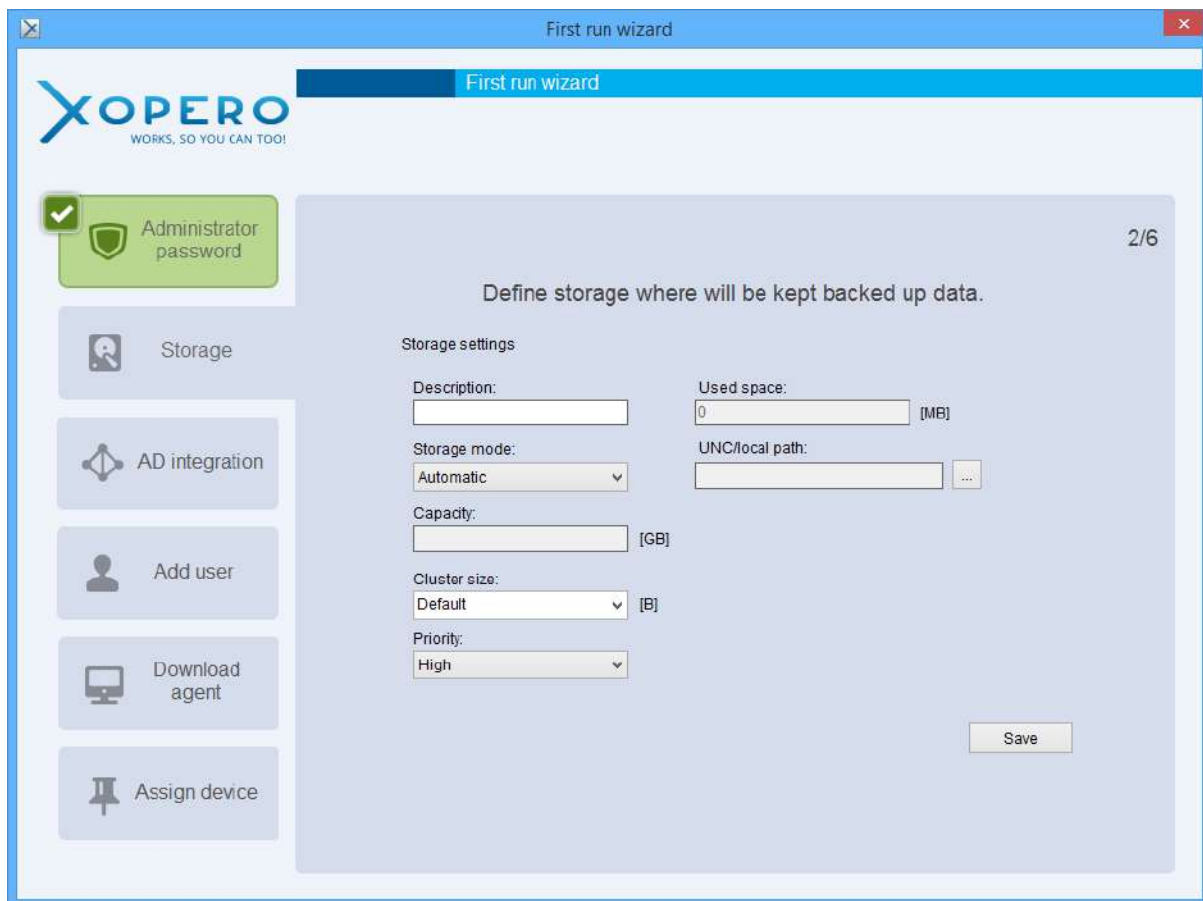 First run wizard
XOPERO
WORKS, SO YOU CAN TOO!
First run wizard
Administrator
password
Storage
AD integration
Add user
Download
agent
Assign device
2/6
Define storage where will be kept backed up data.
Storage settings
Description:
Used space:
0 [MB]
Storage mode:
UNC/local path:
Automatic
...
Capacity:
[GB]
Cluster size:
Default [B]
Priority:
High
Save